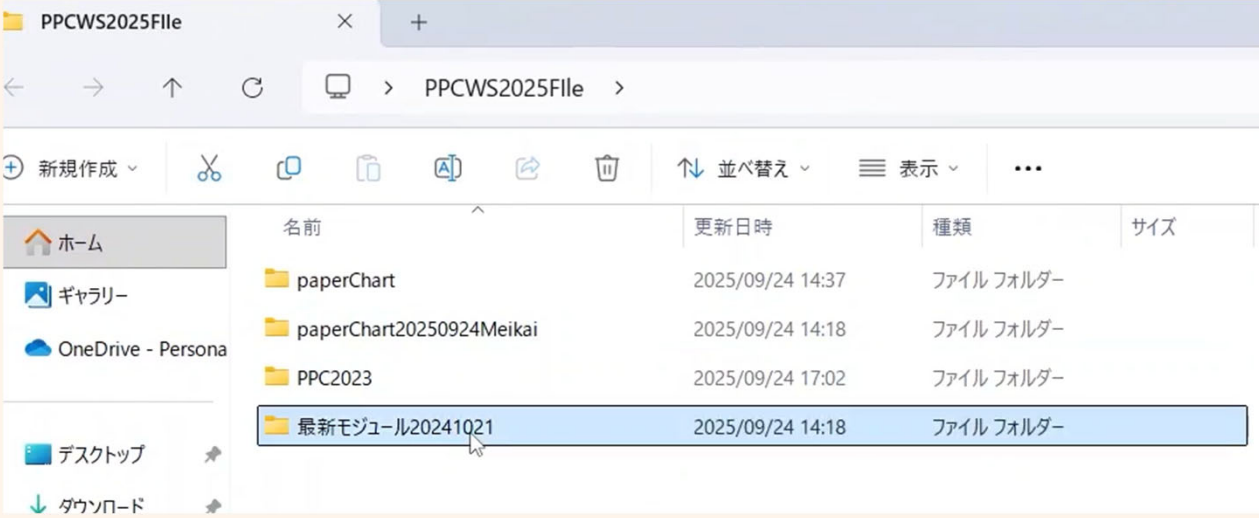 PPCWS2025FIle
PPCWS2025FIle
新規作成
並べ替え
表示
名前 更新日時 種類 サイズ
ホーム
ギャラリー
OneDrive - Persona
デスクトップ
ダウンロード
paperChart 2025/09/24 14:37 ファイル フォルダー
paperChart20250924Meikai 2025/09/24 14:18 ファイル フォルダー
PPC2023 2025/09/24 17:02 ファイル フォルダー
最新モジュール20241021 2025/09/24 14:18 ファイル フォルダー